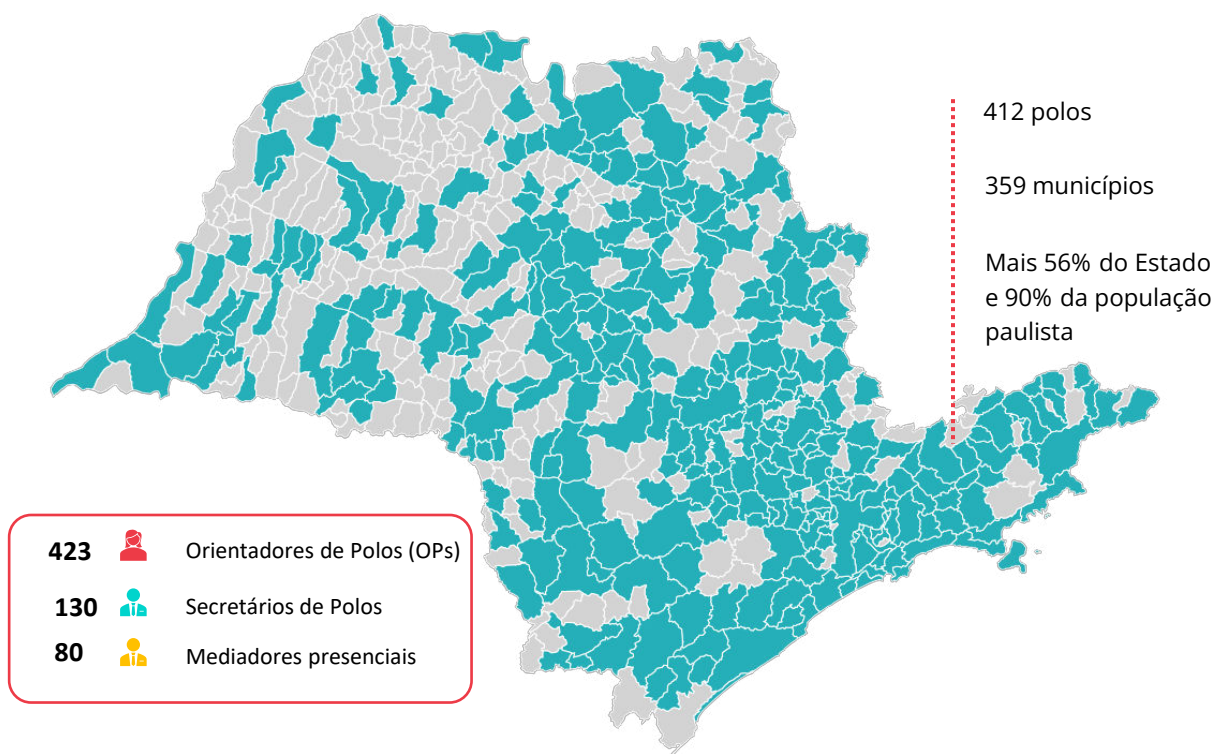 412 polos
359 municípios
Mais 56% do Estado
e 90% da população
paulista
423 Orientadores de Polos (OPs)
130 Secretários de Polos
80 Mediadores presenciais